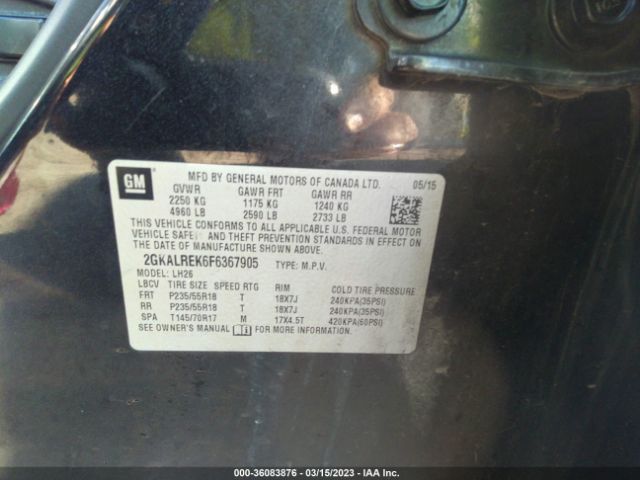 GM
MFD BY GENERAL MOTORS OF CANADA LTD. 05/15
GVWR GAWR FRT GAWR RR
2250 KG 1175 KG 1240 KG
4960 LB 2590 LB 2733 LB
THIS VEHICLE CONFORMS TO ALL APPLICABLE U.S. FEDERAL MOTOR
VEHICLE SAFETY AND THEFT PREVENTION STANDARDS IN EFFECT ON
THE DATE OF MANUFACTURE SHOWN ABOVE.
2GKALREK6F6367905 TYPE: M.P.V.
MODEL: LH26
LBCV TIRE SIZE SPEED RTG RIM COLD TIRE PRESSURE
FRT P235/55R18 T 18X7J 240KPA(35PSI)
RR P235/55R18 T 18X7J 240KPA(35PSI)
SPA T145/70R17 M 17X4.5T 420KPA(60PSI)
SEE OWNER'S MANUAL FOR MORE INFORMATION.
000-36083876 - 03/15/2023 - IAA Inc.